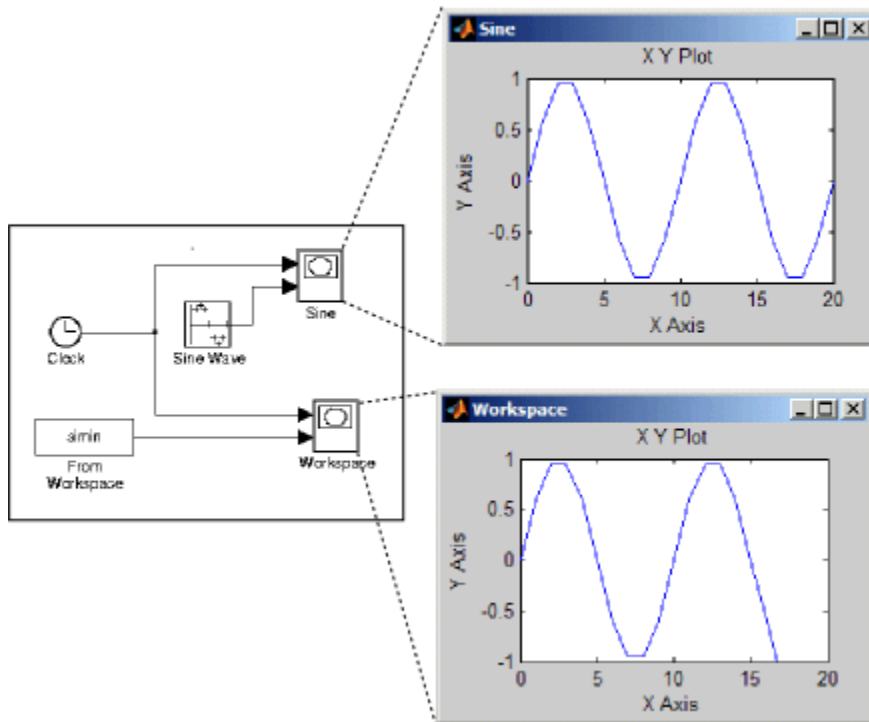 Sine
X Y Plot
1
0.5
0
-0.5
-1
0
5
10
15
20
Y Axis
X Axis
Clock
Sine Wave
Sine
simin
From
Workspace
Workspace
Workspace
X Y Plot
1
0.5
0
-0.5
-1
0
5
10
15
20
Y Axis
X Axis